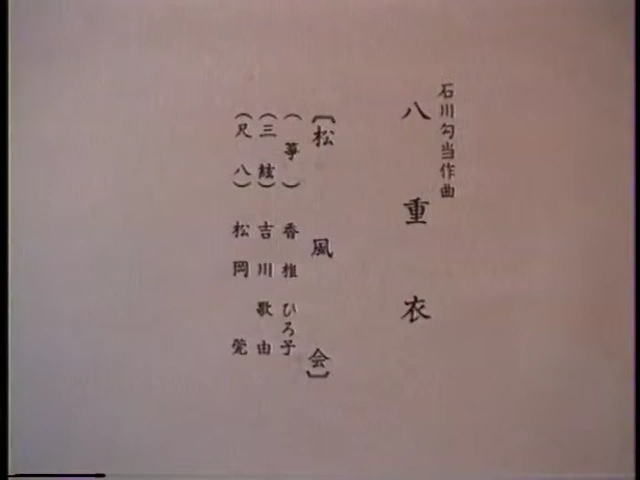 石川勾当作曲
八重衣
〔松風会〕
（箏）香椎ひろ子
（三絃）吉川歌由
（尺八）松岡